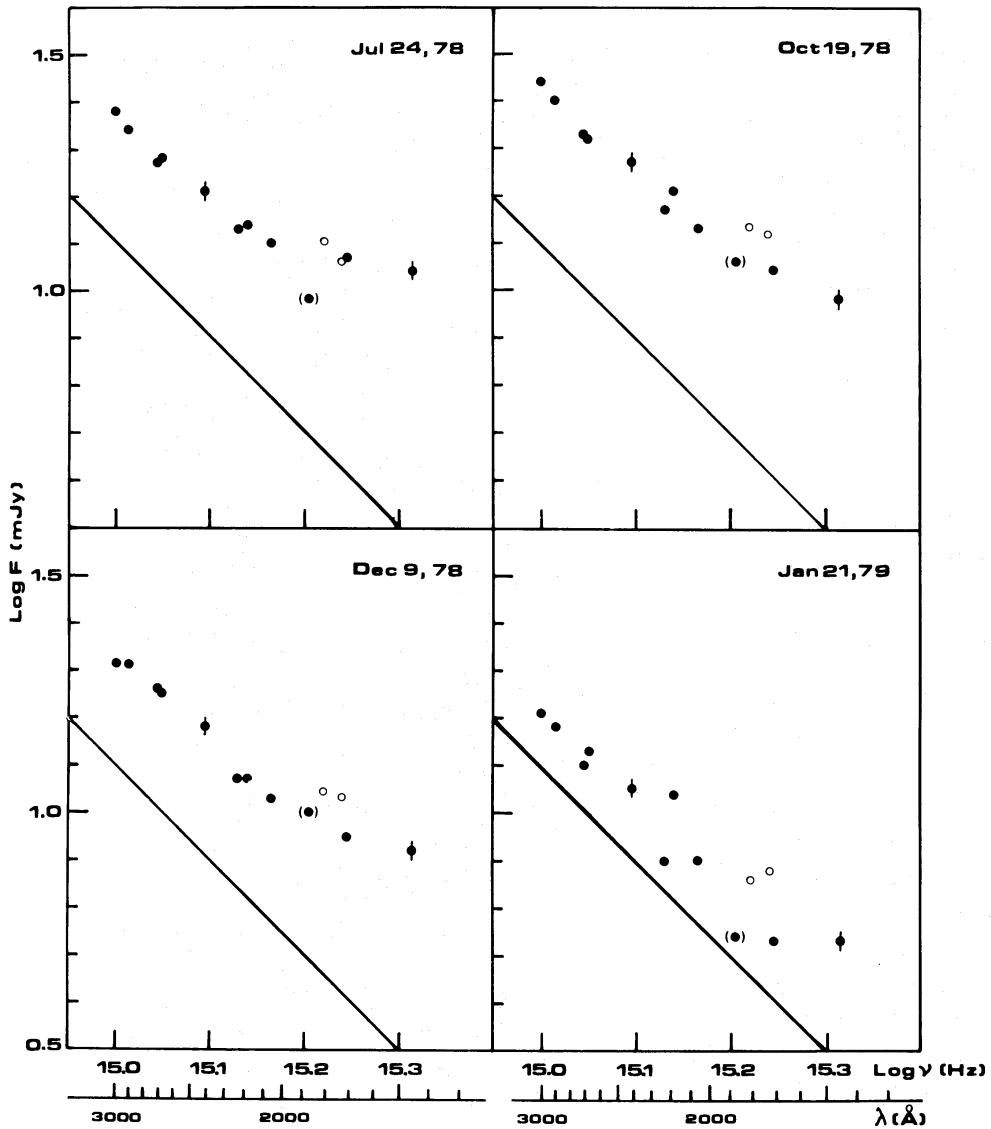 Jul 24, 78
Oct 19, 78
1.5
1.0
Log F (mJy)
Dec 9, 78
Jan 21, 79
1.5
1.0
0.5
15.0 15.1 15.2 15.3 15.0 15.1 15.2 15.3 Log ν (Hz)
3000 2000 3000 2000 λ (Å)